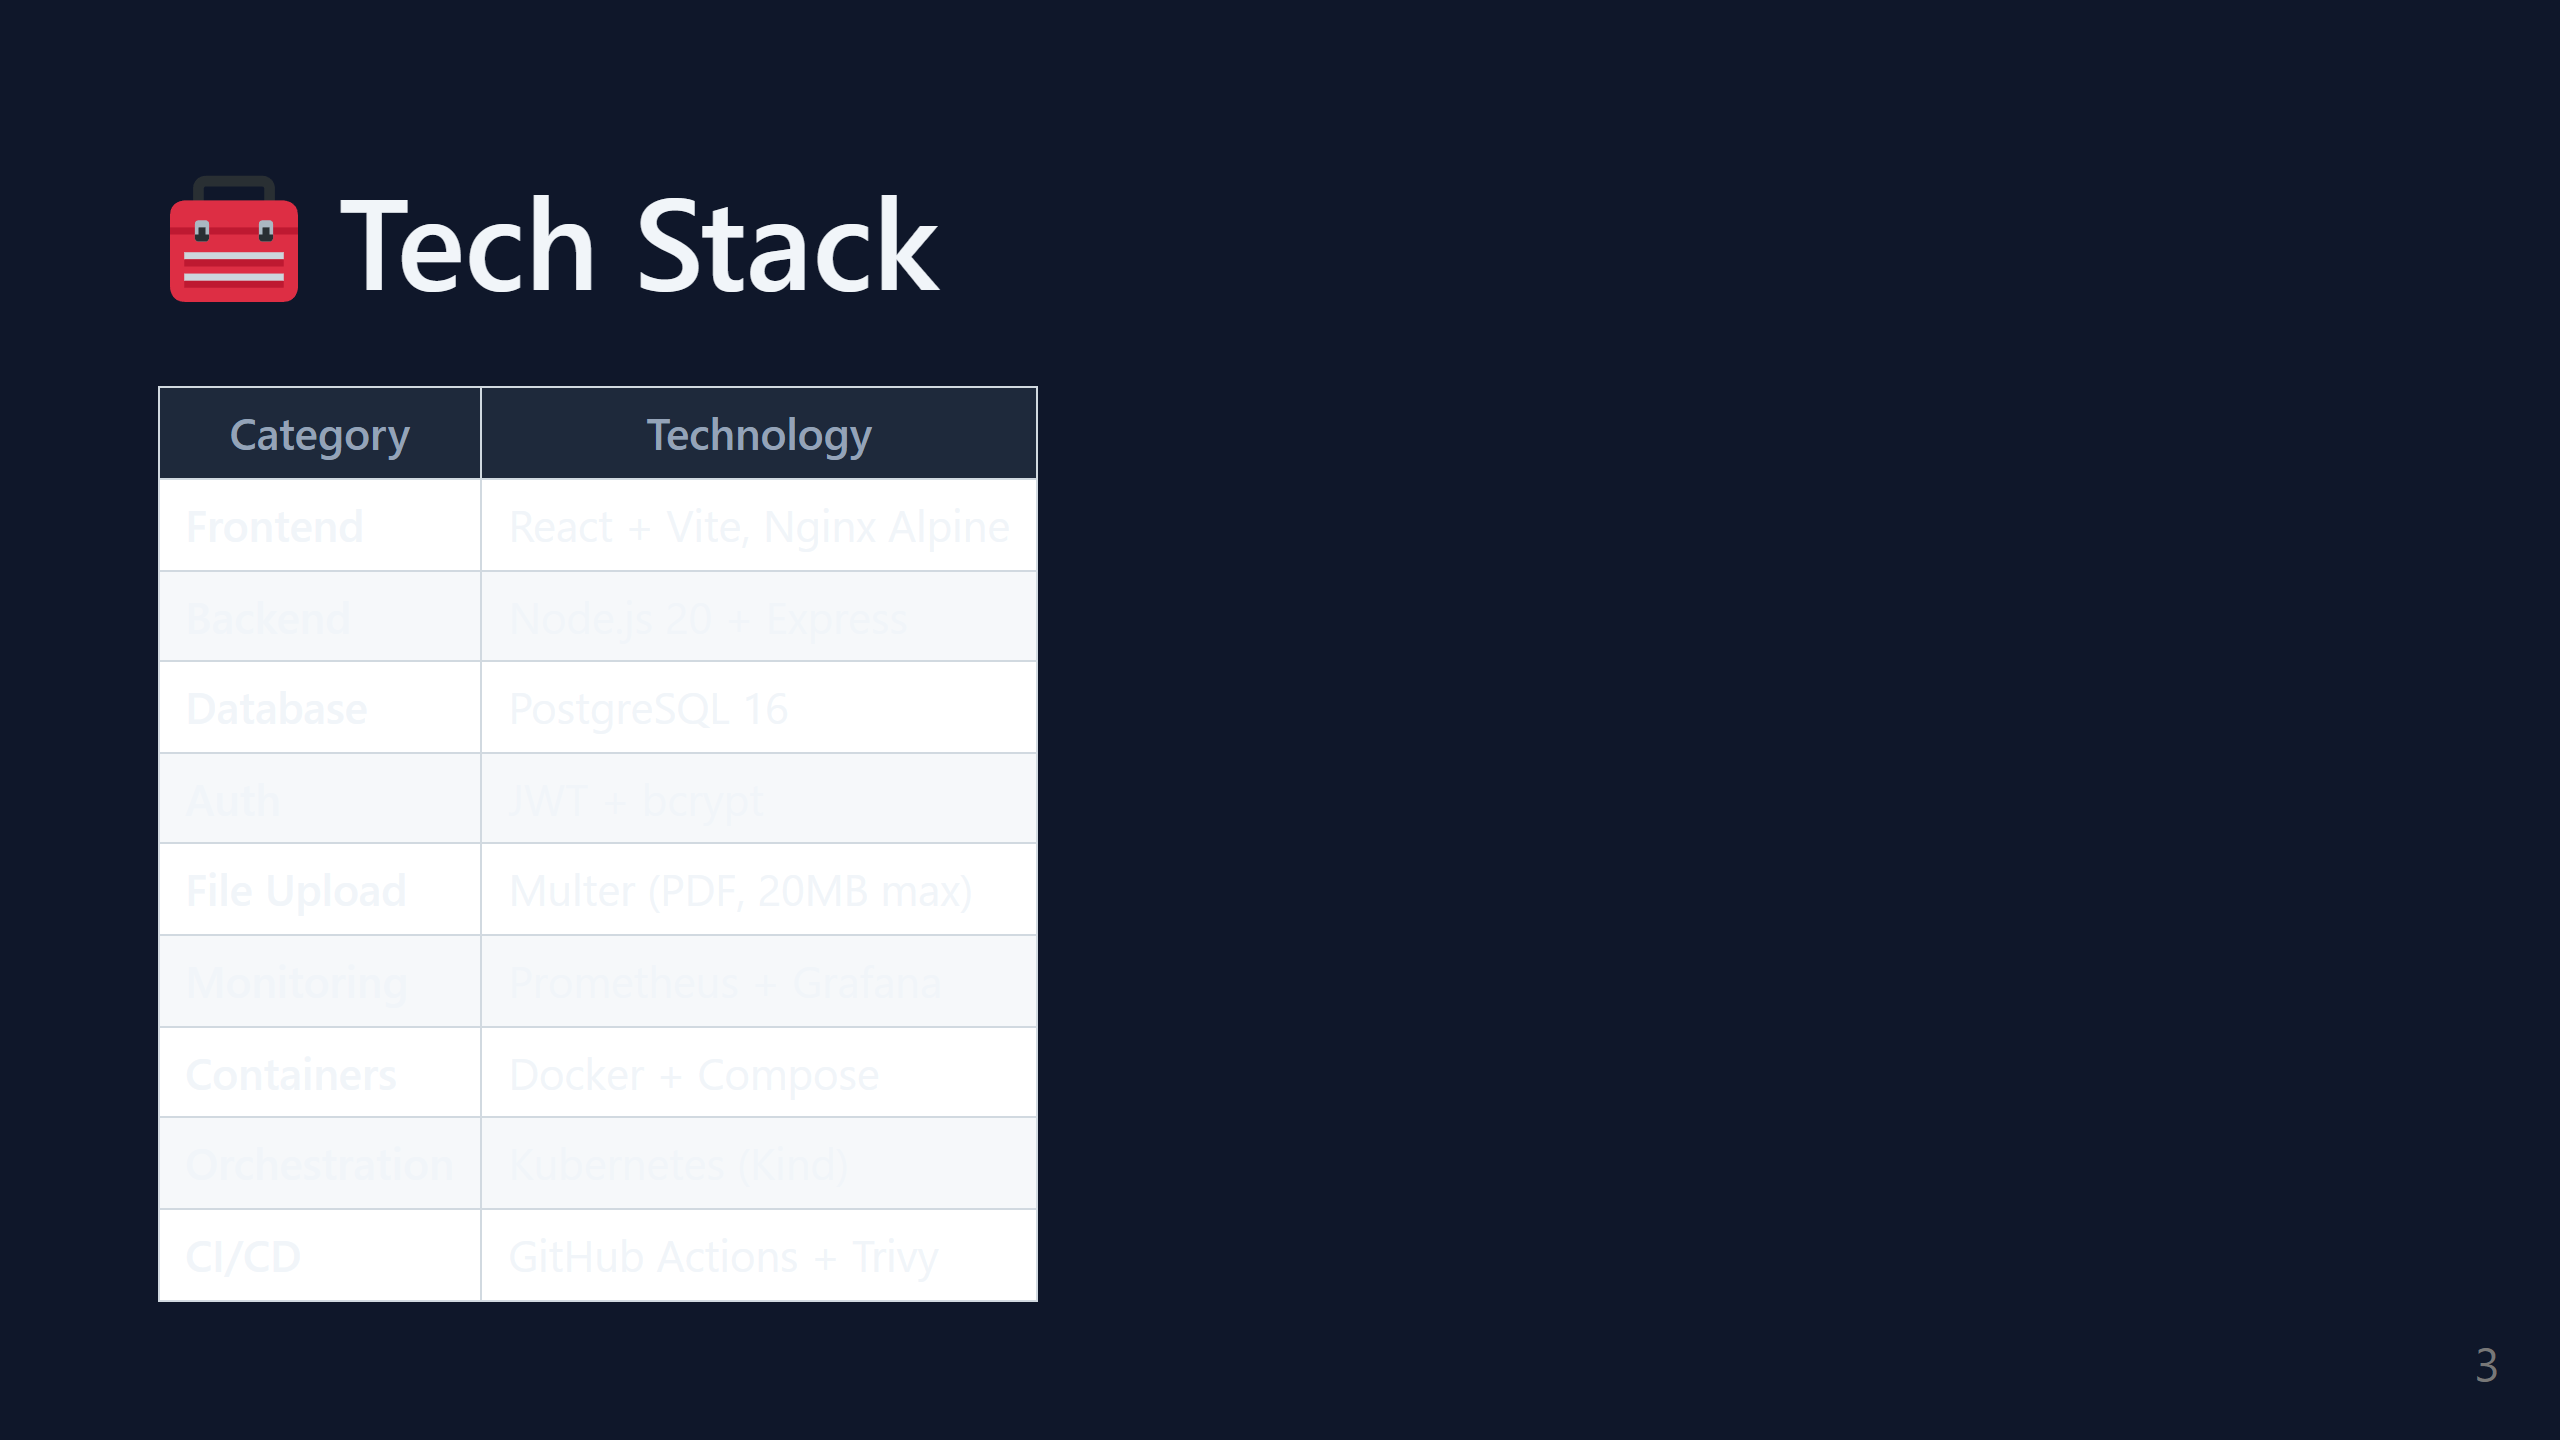 Tech Stack
Category Technology
Frontend React + Vite, Nginx Alpine
Backend Node.js 20 + Express
Database PostgreSQL 16
Auth JWT + bcrypt
File Upload Multer (PDF, 20MB max)
Monitoring Prometheus + Grafana
Containers Docker + Compose
Orchestration Kubernetes (Kind)
CI/CD GitHub Actions + Trivy
3